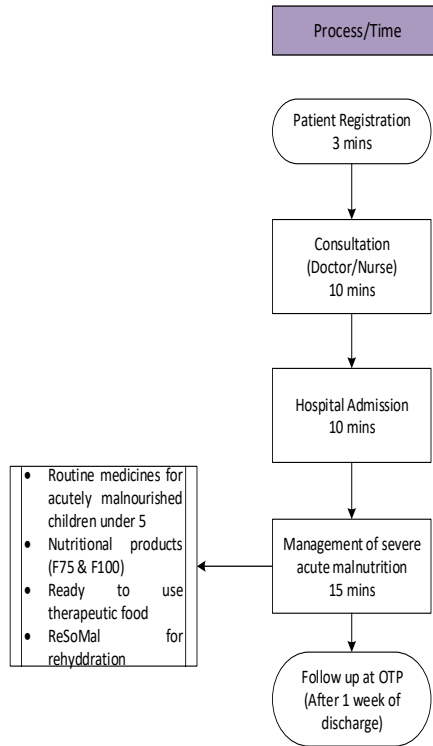 Process/Time
Patient Registration
3 mins
Consultation
(Doctor/Nurse)
10 mins
Hospital Admission
10 mins
Management of severe
acute malnutrition
15 mins
• Routine medicines for
acutely malnourished
children under 5
• Nutritional products
(F75 & F100)
• Ready to use
therapeutic food
• ReSoMal for
rehyddration
Follow up at OTP
(After 1 week of
discharge)